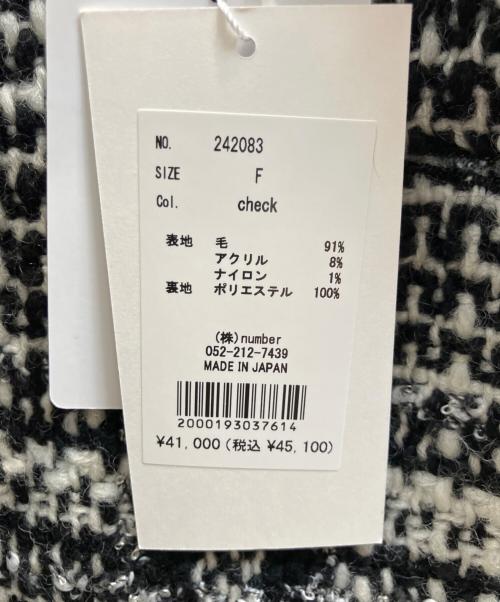 NO. 242083
SIZE F
Col. check
表地 毛 91%
アクリル 8%
ナイロン 1%
裏地 ポリエステル 100%
(株)number
052-212-7439
MADE IN JAPAN
2000193037614
¥41,000(税込 ¥45,100)